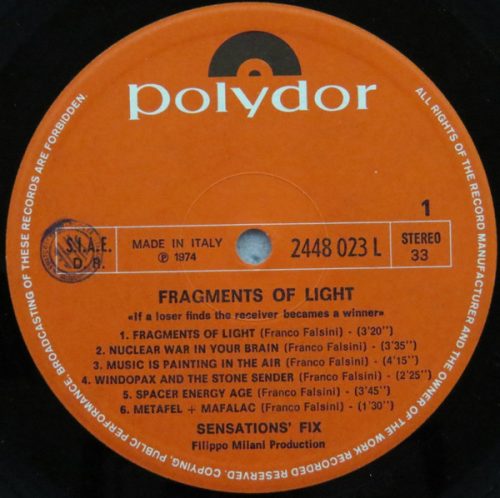 polydor
1
S.I.A.E.
D. B.
MADE IN ITALY
℗ 1974
2448 023 L
STEREO
33
FRAGMENTS OF LIGHT
«If a loser finds the receiver becames a winner»
1. FRAGMENTS OF LIGHT (Franco Falsini) - (3'20'')
2. NUCLEAR WAR IN YOUR BRAIN (Franco Falsini) - (3'35'')
3. MUSIC IS PAINTING IN THE AIR (Franco Falsini) - (4'15'')
4. WINDOPAX AND THE STONE SENDER (Franco Falsini) - (2'25'')
5. SPACER ENERGY AGE (Franco Falsini) - (3'45'')
6. METAFEL + MAFALAC (Franco Falsini) - (1'30'')
SENSATIONS' FIX
Filippo Milani Production
ALL RIGHTS OF THE RECORD MANUFACTURER AND THE OWNER OF THE WORK RECORDED RESERVED. COPYING, PUBLIC PERFORMANCE, BROADCASTING OF THESE RECORDS ARE FORBIDDEN.